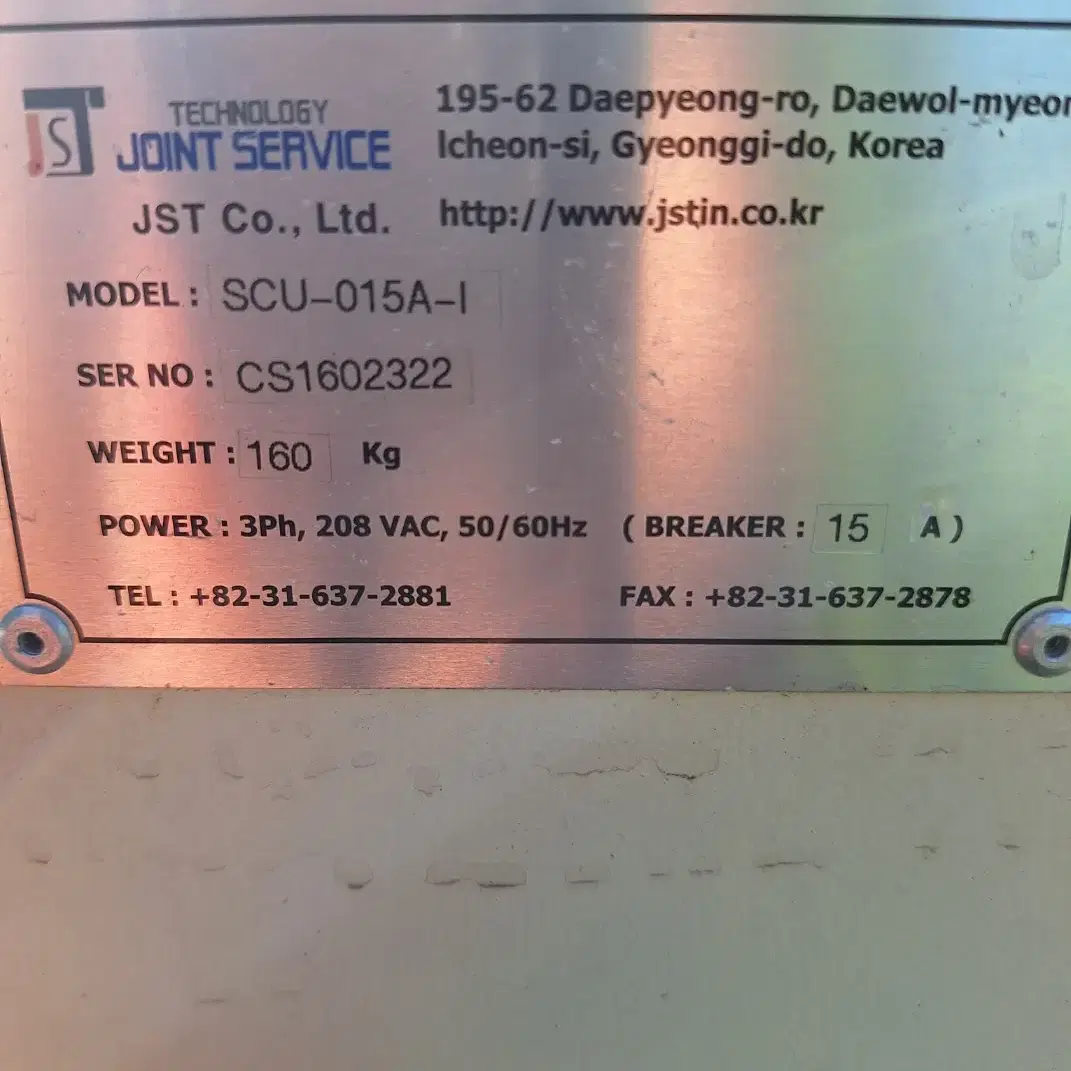 JST
TECHNOLOGY
JOINT SERVICE
JST Co., Ltd.
195-62 Daepyeong-ro, Daewol-myeon
Icheon-si, Gyeonggi-do, Korea
http://www.jstin.co.kr
MODEL : SCU-015A-I
SER NO : CS1602322
WEIGHT : 160 Kg
POWER : 3Ph, 208 VAC, 50/60Hz ( BREAKER : 15 A )
TEL : +82-31-637-2881 FAX : +82-31-637-2878